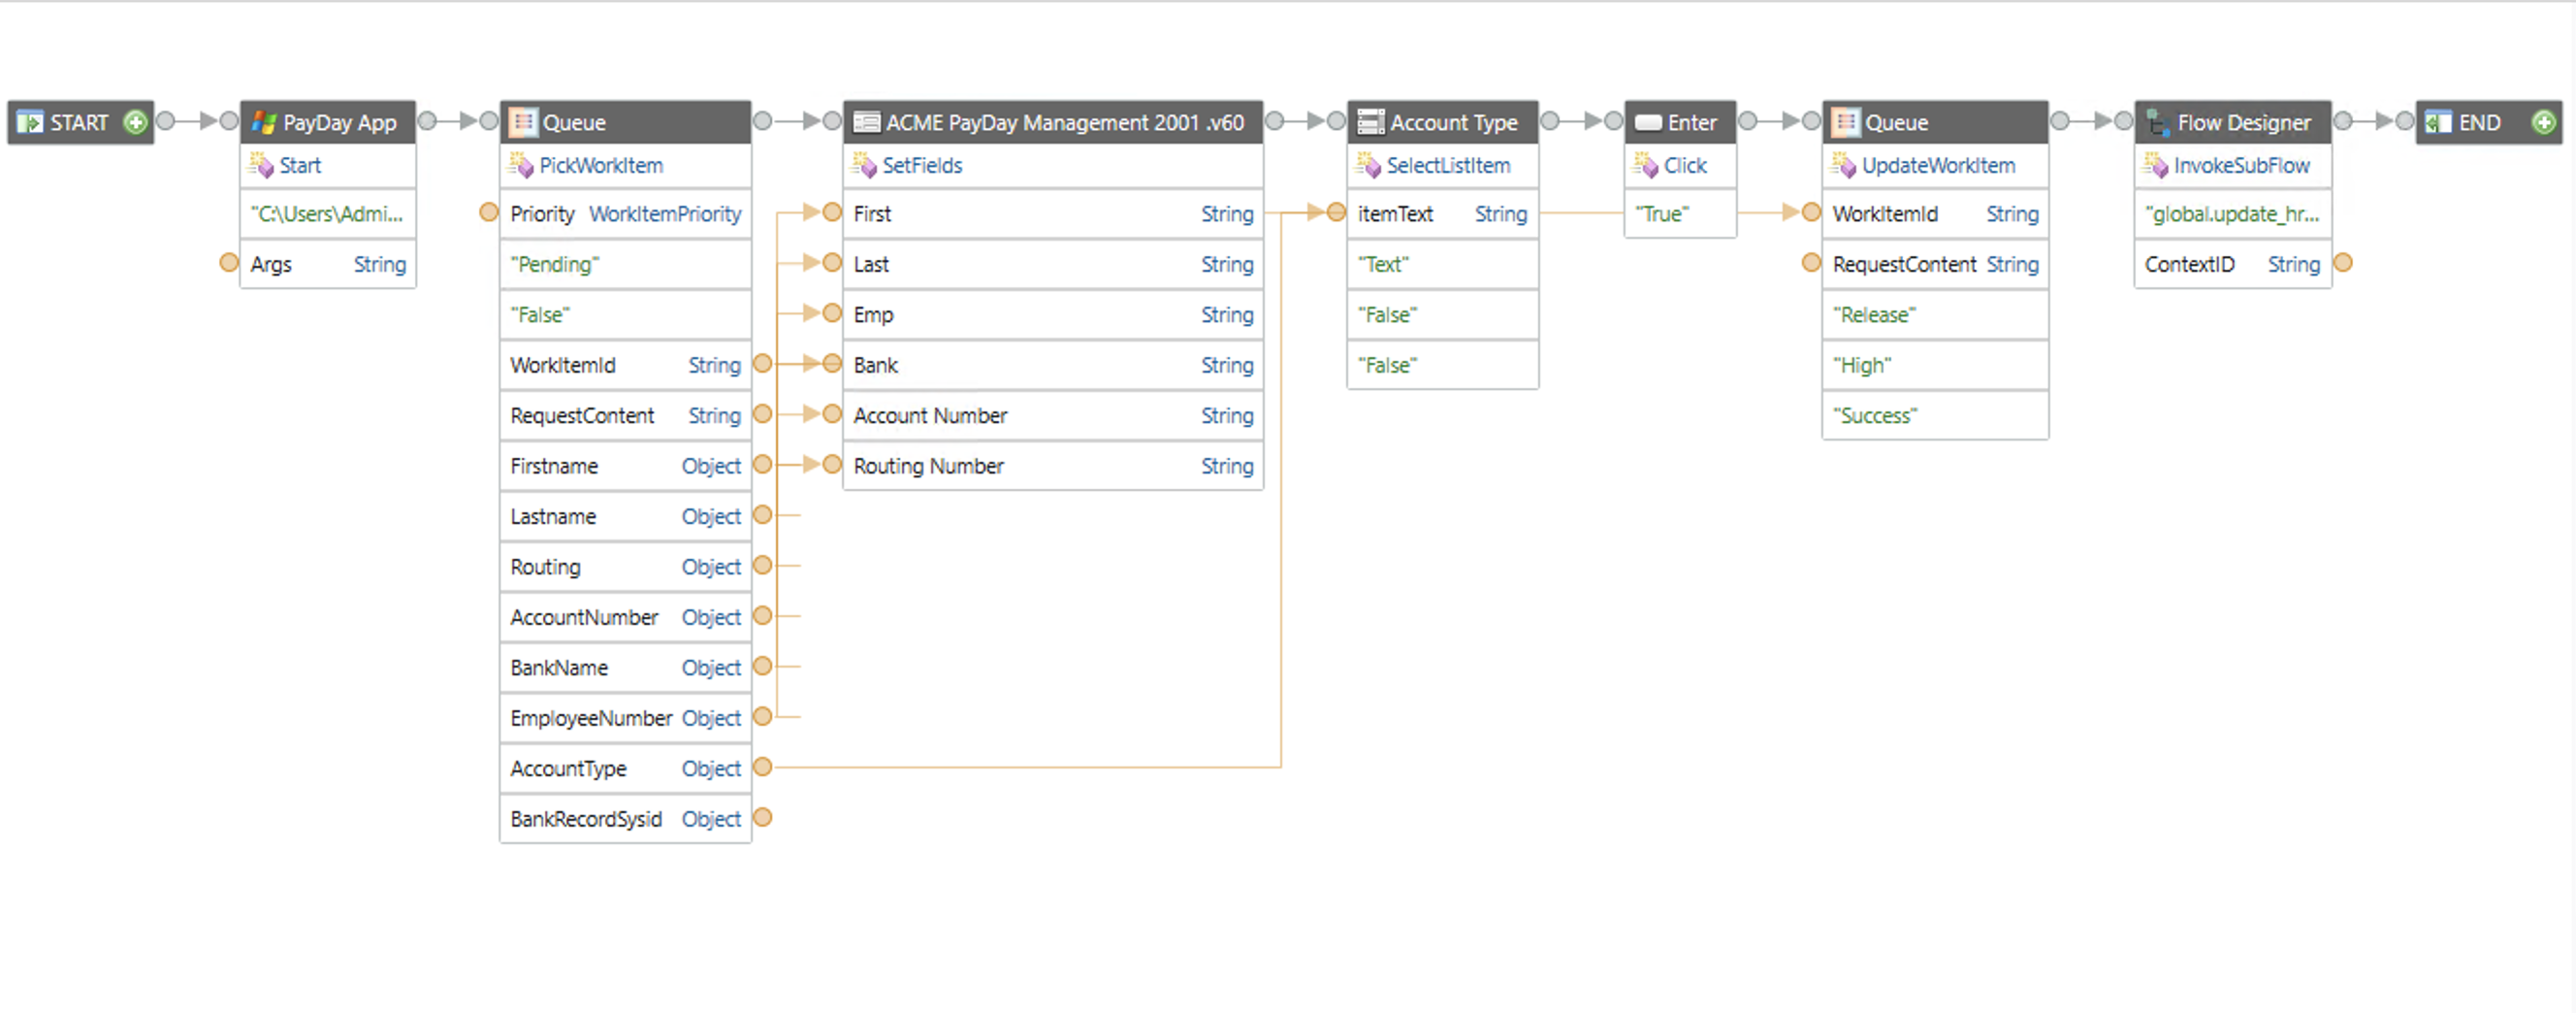 START
PayDay App
Start
"C:\Users\Admi...
Args String
Queue
PickWorkItem
Priority WorkItemPriority
"Pending"
"False"
WorkItemId String
RequestContent String
Firstname Object
Lastname Object
Routing Object
AccountNumber Object
BankName Object
EmployeeNumber Object
AccountType Object
BankRecordSysid Object
ACME PayDay Management 2001 .v60
SetFields
First String
Last String
Emp String
Bank String
Account Number String
Routing Number String
Account Type
SelectListItem
itemText String
"Text"
"False"
"False"
Enter
Click
"True"
Queue
UpdateWorkItem
WorkItemId String
RequestContent String
"Release"
"High"
"Success"
Flow Designer
InvokeSubFlow
"global.update_hr...
ContextID String
END